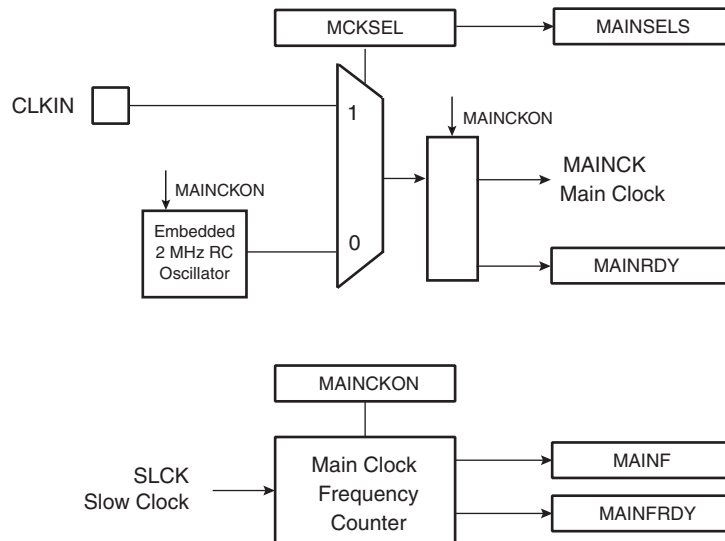 MCKSEL
MAINSELS
CLKIN
1
MAINCKON
MAINCK
Main Clock
MAINCKON
Embedded
2 MHz RC
Oscillator
0
MAINRDY
MAINCKON
SLCK
Slow Clock
Main Clock
Frequency
Counter
MAINF
MAINFRDY